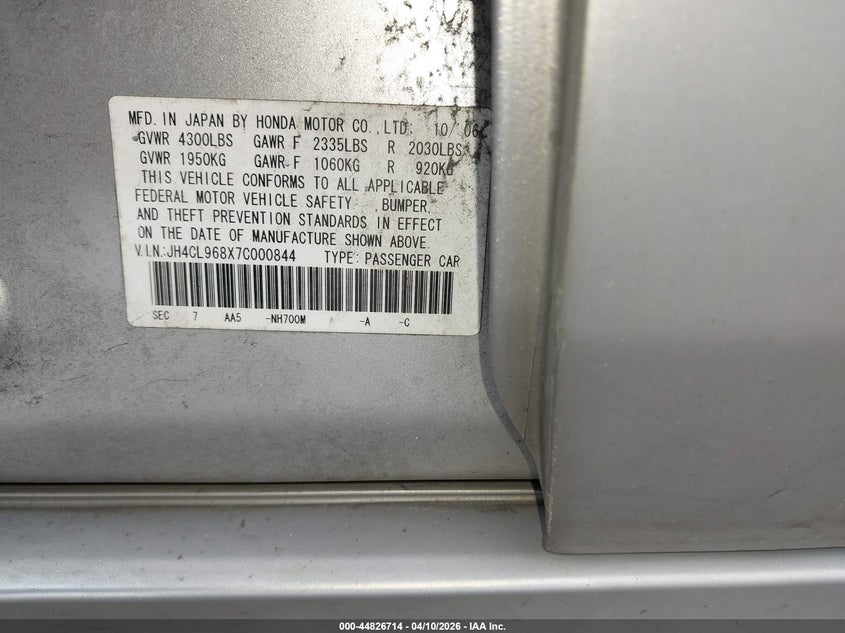 MFD. IN JAPAN BY HONDA MOTOR CO.,LTD. 10/06
GVWR 4300LBS GAWR F 2335LBS R 2030LBS
GVWR 1950KG GAWR F 1060KG R 920KG
THIS VEHICLE CONFORMS TO ALL APPLICABLE
FEDERAL MOTOR VEHICLE SAFETY ,BUMPER,
AND THEFT PREVENTION STANDARDS IN EFFECT
ON THE DATE OF MANUFACTURE SHOWN ABOVE.
V.I.N.:JH4CL968X7C000844 TYPE: PASSENGER CAR
SEC 7 AA5 -NH700M -A -C
000-44826714 - 04/10/2026 - IAA Inc.